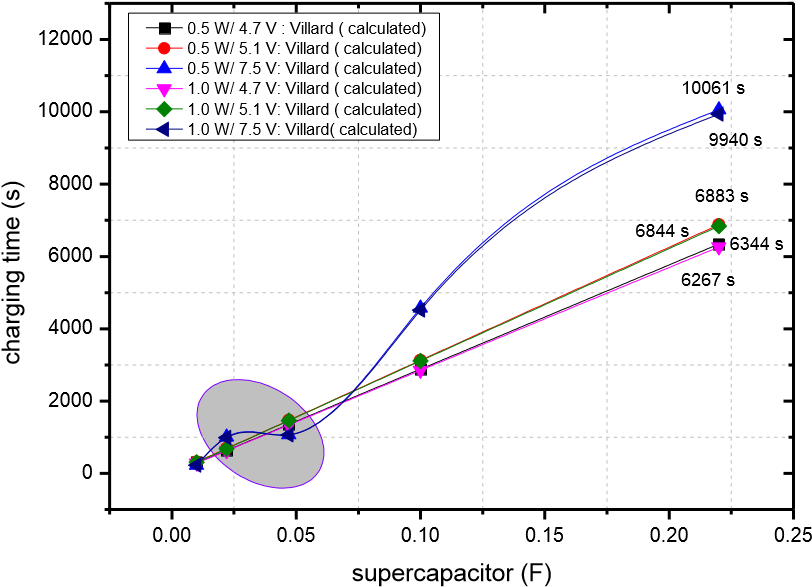 12000
10000
8000
6000
4000
2000
0
charging time (s)
0.5 W/ 4.7 V : Villard ( calculated)
0.5 W/ 5.1 V: Villard ( calculated)
0.5 W/ 7.5 V: Villard ( calculated)
1.0 W/ 4.7 V: Villard ( calculated)
1.0 W/ 5.1 V: Villard ( calculated)
1.0 W/ 7.5 V: Villard( calculated)
10061 s
9940 s
6883 s
6844 s
6344 s
6267 s
0.00
0.05
0.10
0.15
0.20
0.25
supercapacitor (F)